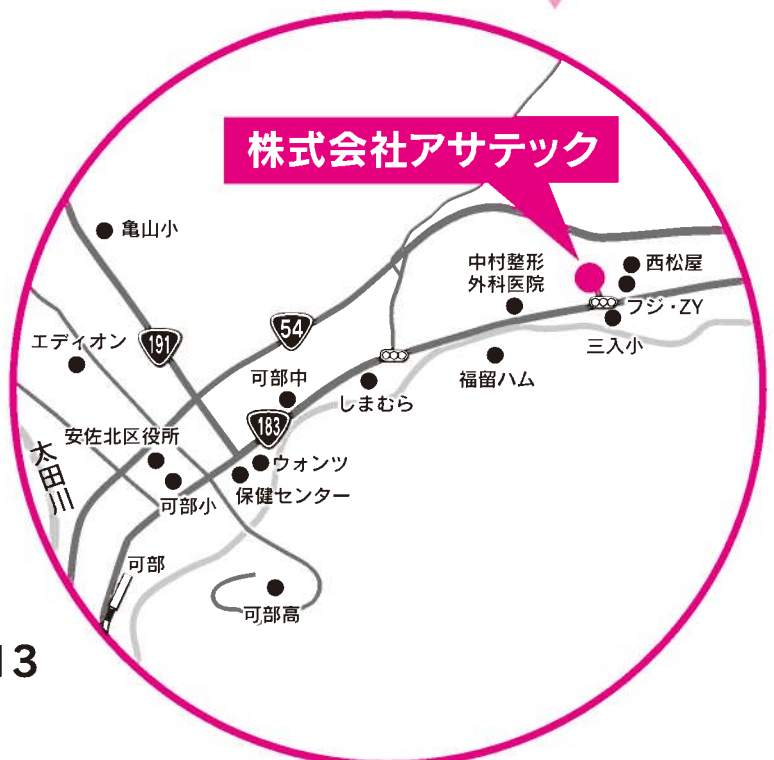 株式会社アサテック
亀山小
中村整形
外科医院
西松屋
フジ・ZY
三入小
54
191
エディオン
福留ハム
可部中
しまむら
183
安佐北区役所
太田川
ウォンツ
保健センター
可部小
可部
可部高
13